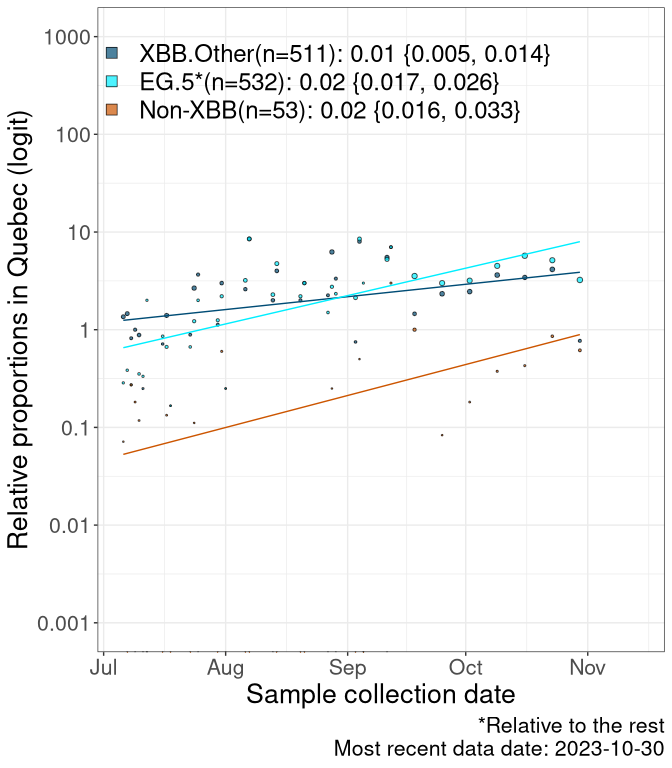 XBB.Other(n=511): 0.01 {0.005, 0.014}
EG.5*(n=532): 0.02 {0.017, 0.026}
Non-XBB(n=53): 0.02 {0.016, 0.033}
Relative proportions in Quebec (logit)
1000
100
10
1
0.1
0.01
0.001
Jul Aug Sep Oct Nov
Sample collection date
*Relative to the rest
Most recent data date: 2023-10-30